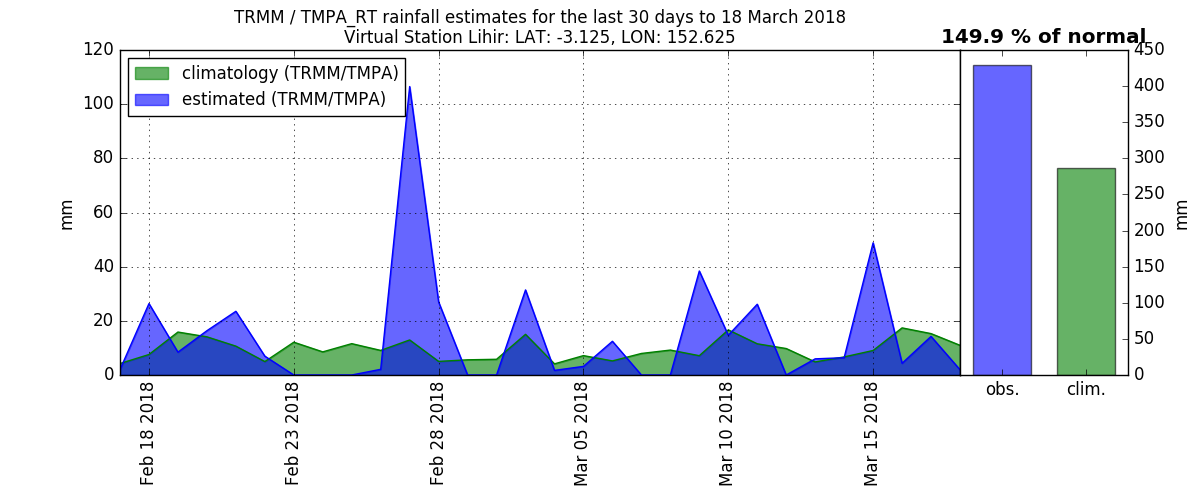 TRMM / TMPA_RT rainfall estimates for the last 30 days to 18 March 2018
Virtual Station Lihir: LAT: -3.125, LON: 152.625
149.9 % of normal
climatology (TRMM/TMPA)
estimated (TRMM/TMPA)
120
100
80
60
40
20
0
mm
Feb 18 2018
Feb 23 2018
Feb 28 2018
Mar 05 2018
Mar 10 2018
Mar 15 2018
450
400
350
300
250
200
150
100
50
0
mm
obs.
clim.